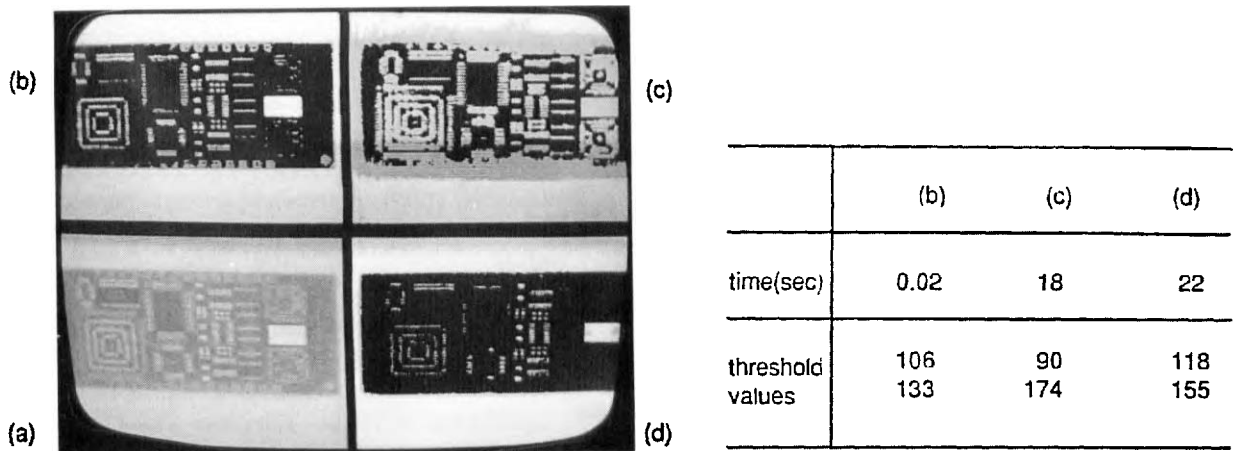 (b)
(c)
(a)
(d)
(b) (c) (d)
time(sec) 0.02 18 22
threshold values 106 133 90 174 118 155